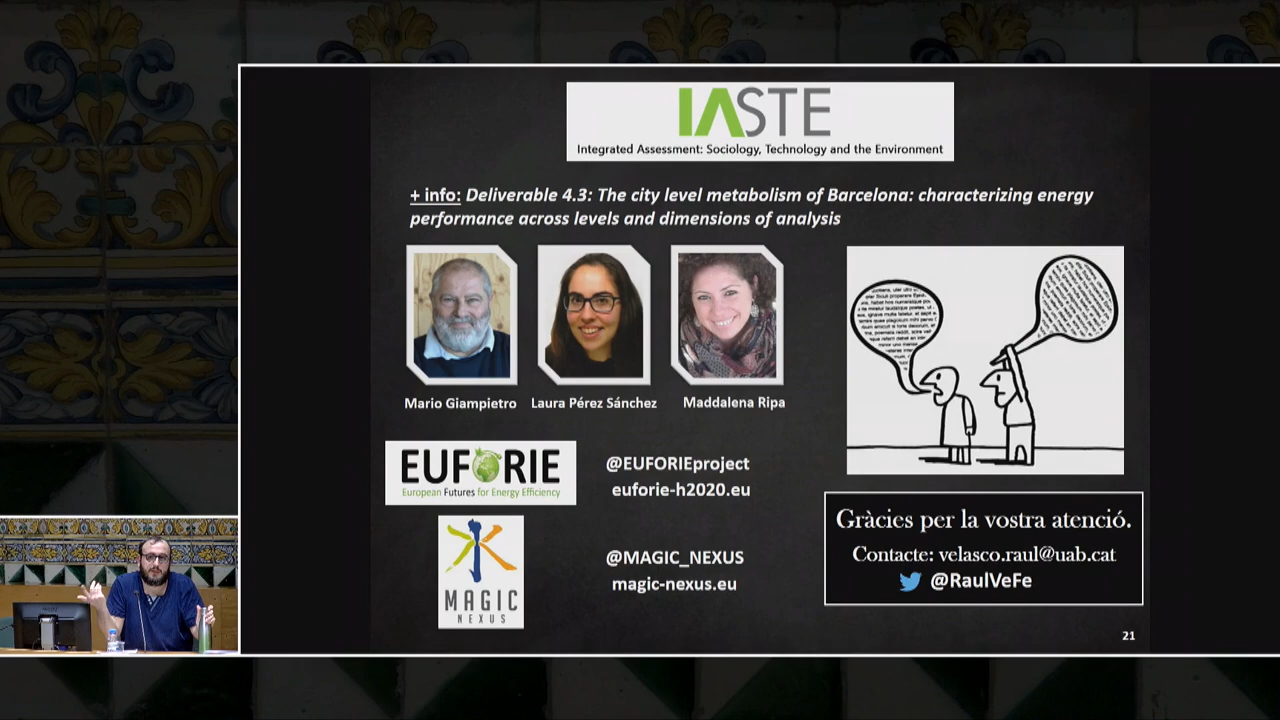 IASTE
Integrated Assessment: Sociology, Technology and the Environment
+ info: Deliverable 4.3: The city level metabolism of Barcelona: characterizing energy
performance across levels and dimensions of analysis
Mario Giampietro
Laura Pérez Sánchez
Maddalena Ripa
EUFORIE
European Futures for Energy Efficiency
@EUFORIEproject
euforie-h2020.eu
MAGIC
NEXUS
@MAGIC_NEXUS
magic-nexus.eu
Gràcies per la vostra atenció.
Contacte: velasco.raul@uab.cat
@RaulVeFe
21